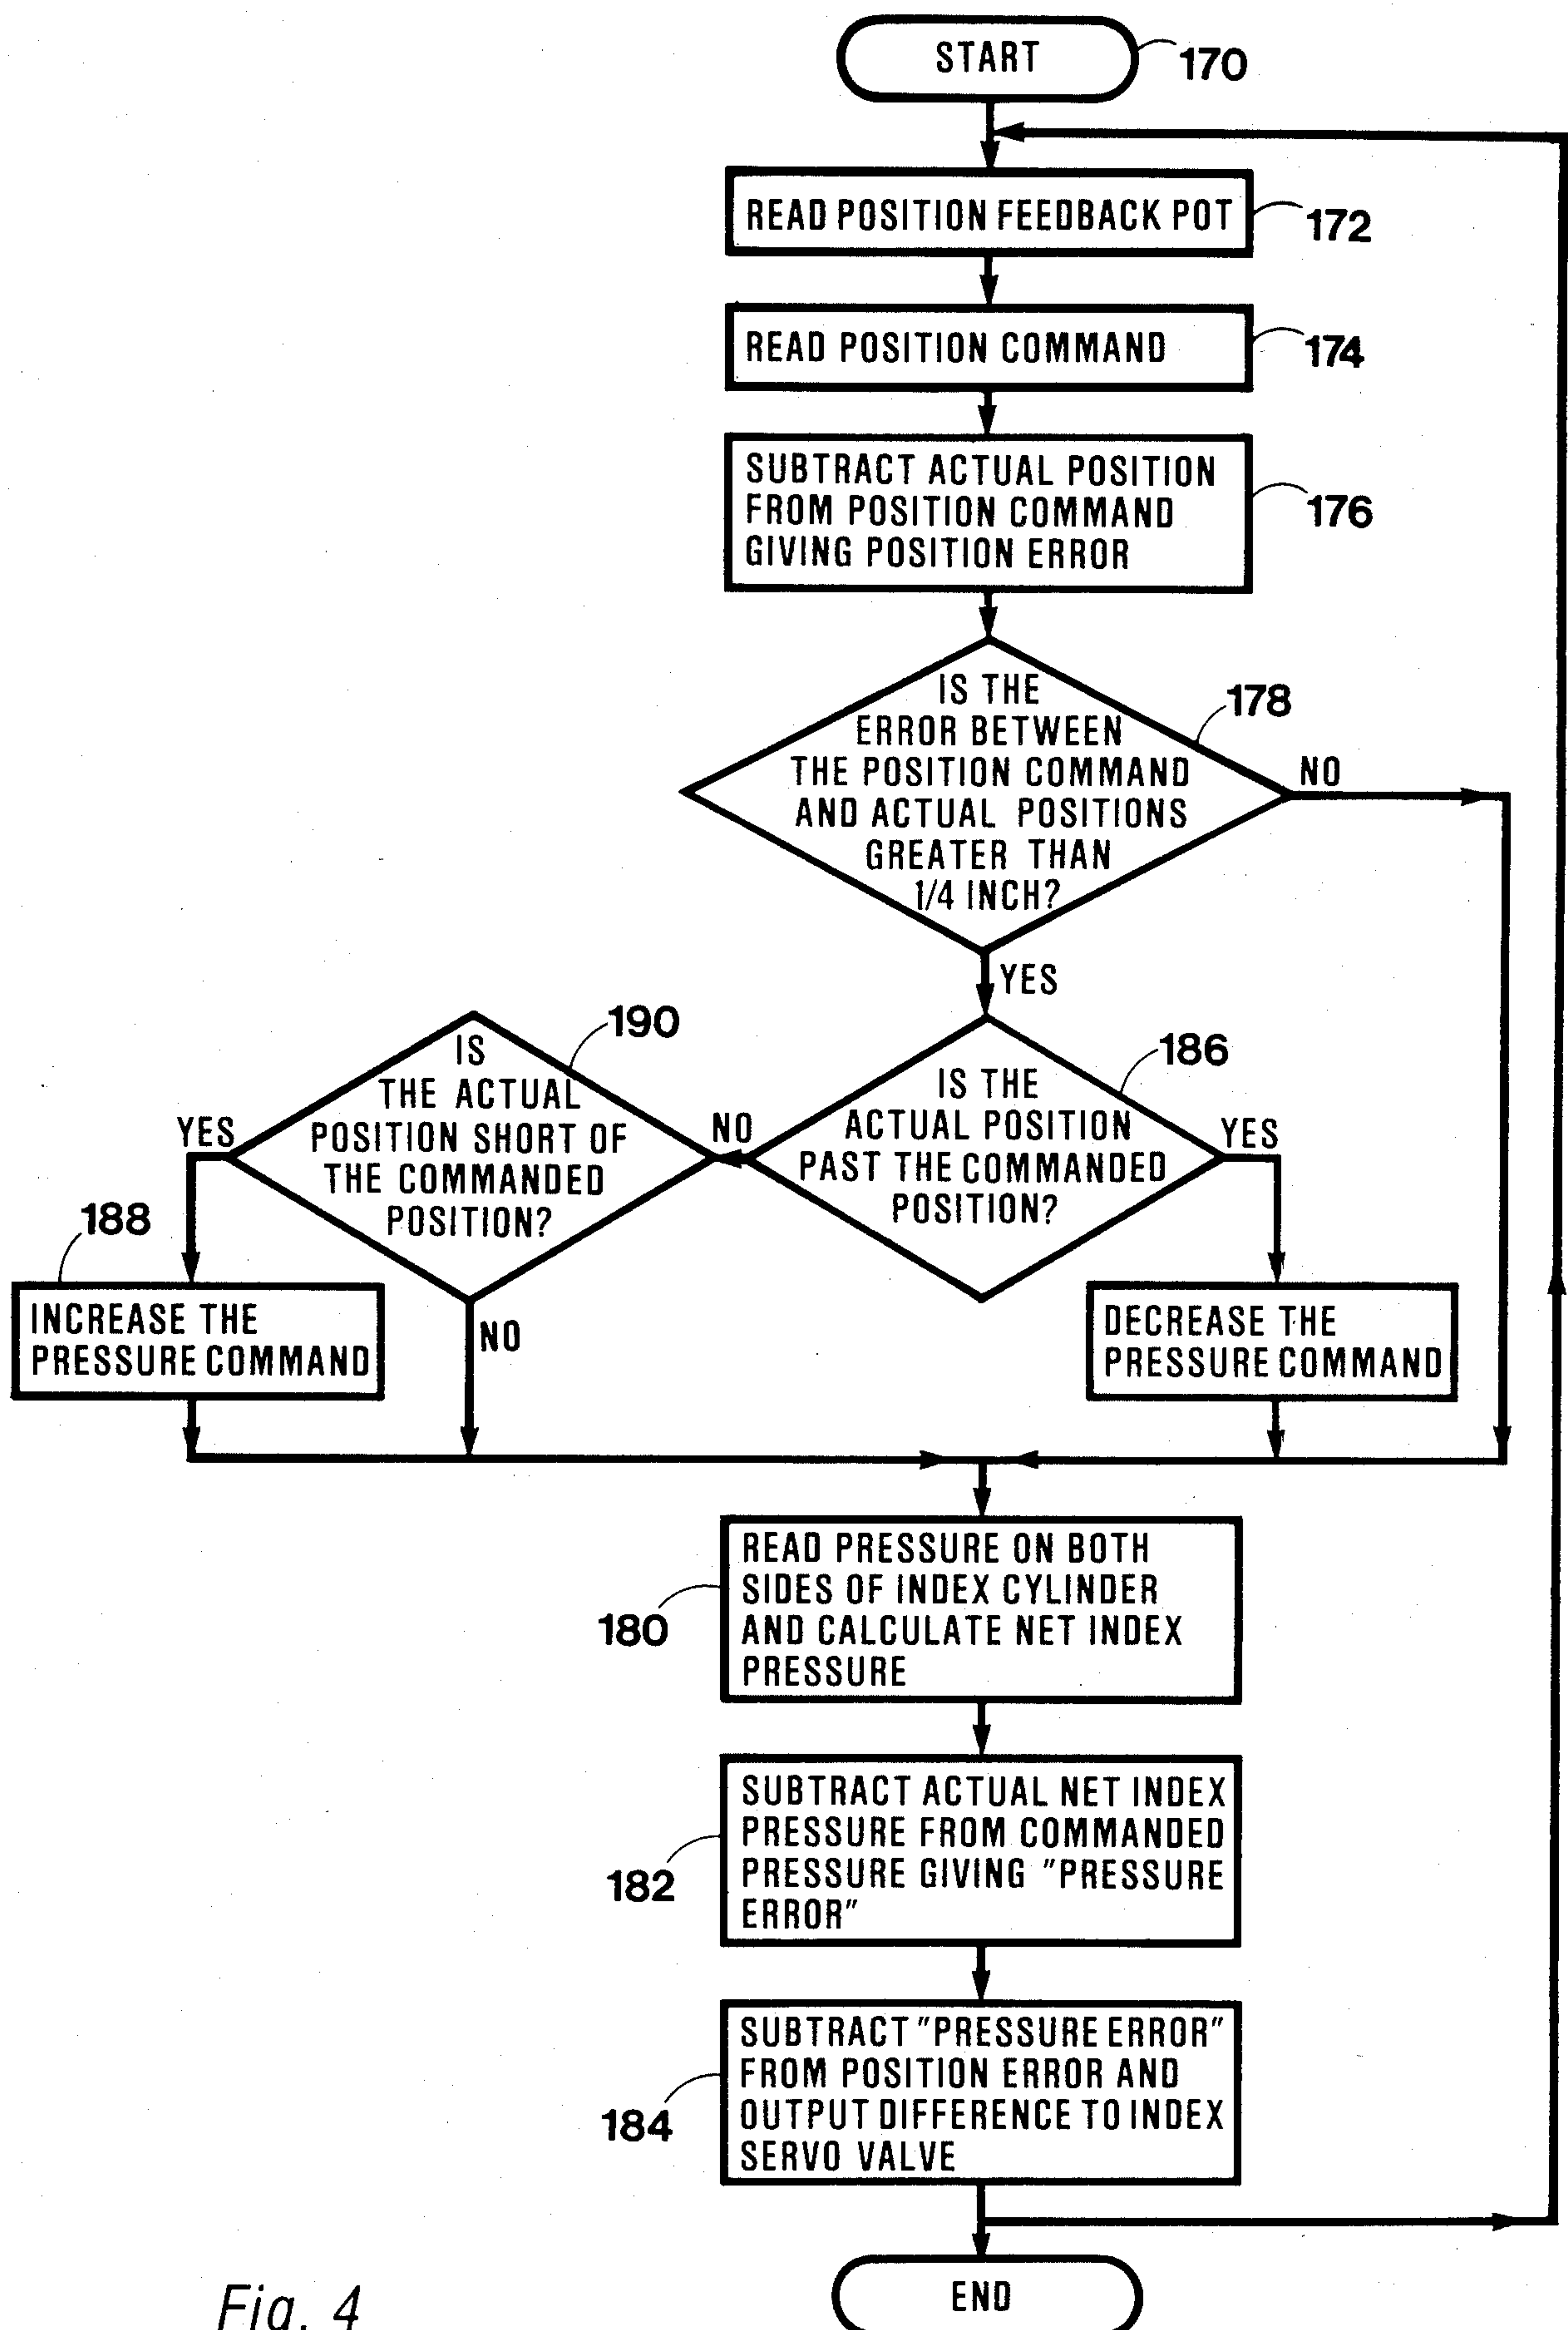 START
170
READ POSITION FEEDBACK POT
172
READ POSITION COMMAND
174
SUBTRACT ACTUAL POSITION
FROM POSITION COMMAND
GIVING POSITION ERROR
176
IS THE
ERROR BETWEEN
THE POSITION COMMAND
AND ACTUAL POSITIONS
GREATER THAN
1/4 INCH?
178
NO
YES
190
IS
THE ACTUAL
POSITION SHORT OF
THE COMMANDED
POSITION?
YES
NO
186
IS THE
ACTUAL POSITION
PAST THE COMMANDED
POSITION?
NO
YES
188
INCREASE THE
PRESSURE COMMAND
DECREASE THE
PRESSURE COMMAND
READ PRESSURE ON BOTH
SIDES OF INDEX CYLINDER
AND CALCULATE NET INDEX
PRESSURE
180
SUBTRACT ACTUAL NET INDEX
PRESSURE FROM COMMANDED
PRESSURE GIVING "PRESSURE
ERROR"
182
SUBTRACT "PRESSURE ERROR"
FROM POSITION ERROR AND
OUTPUT DIFFERENCE TO INDEX
SERVO VALVE
184
END
Fig. 4